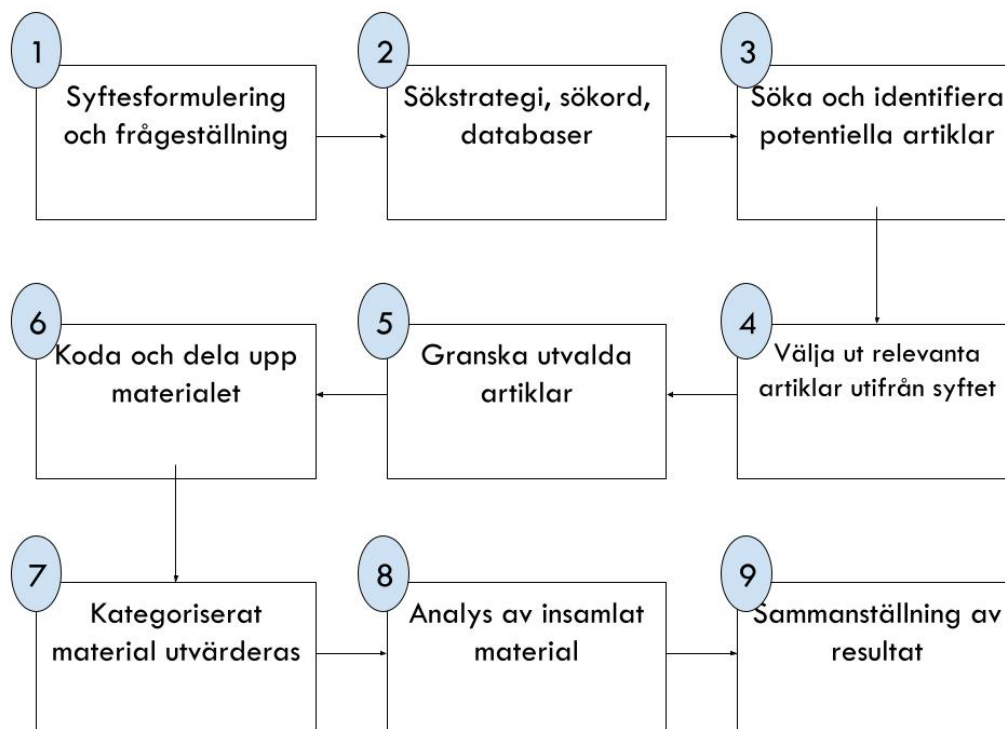 1
Syftesformulering
och frågeställning
2
Sökstrategi, sökord,
databaser
3
Söka och identifiera
potentiella artiklar
4
Välja ut relevanta
artiklar utifrån syftet
5
Granska utvalda
artiklar
6
Koda och dela upp
materialet
7
Kategoriserat
material utvärderas
8
Analys av insamlat
material
9
Sammanställning av
resultat